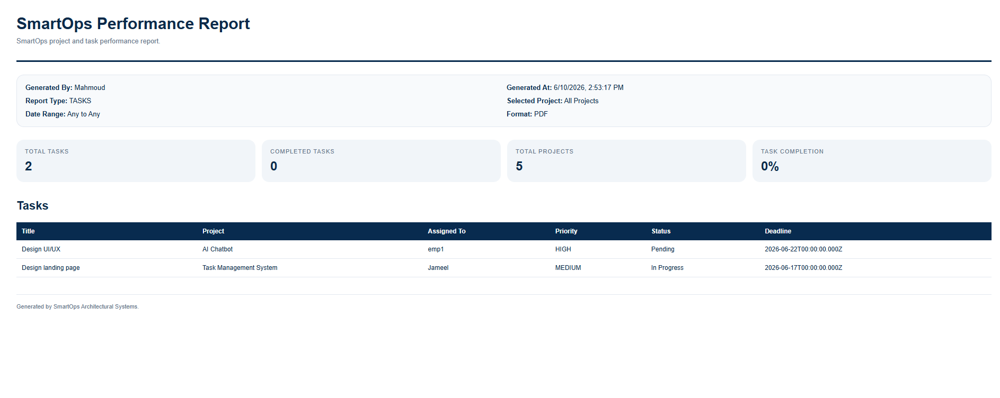 SmartOps Performance Report
SmartOps project and task performance report.
Generated By: Mahmoud
Generated At: 6/10/2026, 2:53:17 PM
Report Type: TASKS
Selected Project: All Projects
Date Range: Any to Any
Format: PDF
TOTAL TASKS
2
COMPLETED TASKS
0
TOTAL PROJECTS
5
TASK COMPLETION
0%
Tasks
Title Project Assigned To Priority Status Deadline
Design UI/UX AI Chatbot emp1 HIGH Pending 2026-06-22T00:00:00.000Z
Design landing page Task Management System Jameel MEDIUM In Progress 2026-06-17T00:00:00.000Z
Generated by SmartOps Architectural Systems.